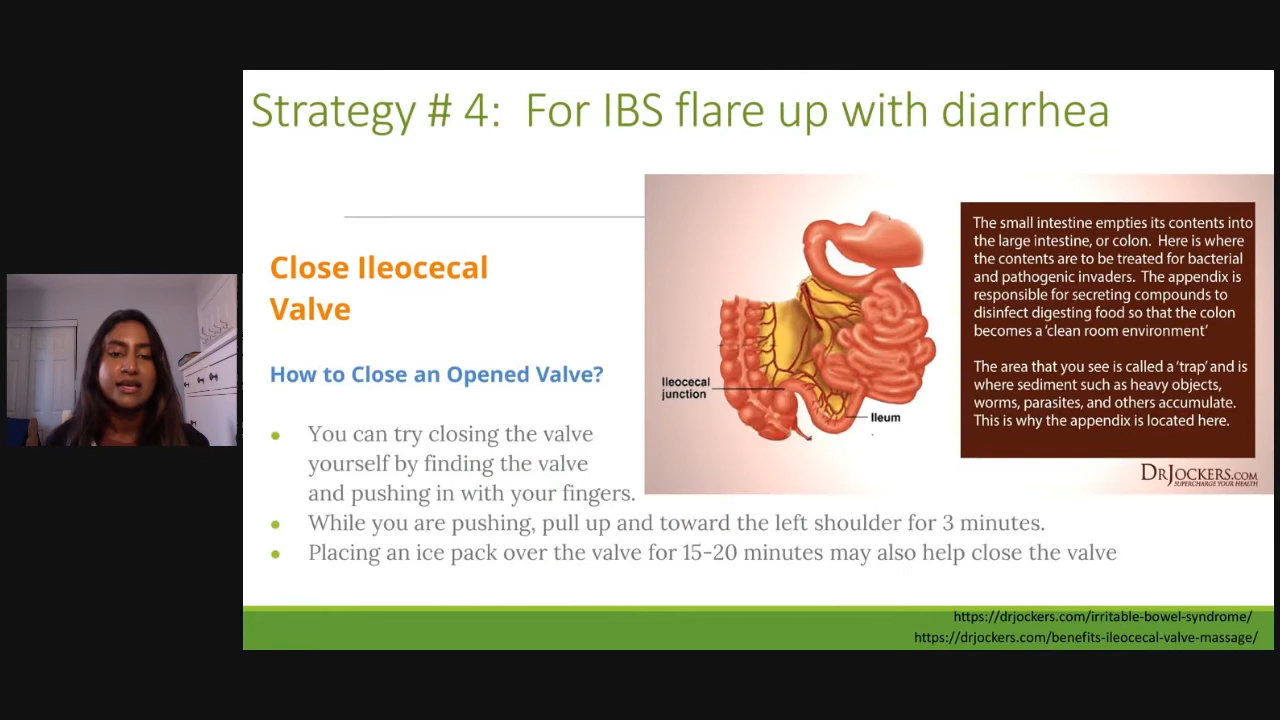 Strategy # 4: For IBS flare up with diarrhea
Close Ileocecal
Valve
How to Close an Opened Valve?
• You can try closing the valve
yourself by finding the valve
and pushing in with your fingers.
• While you are pushing, pull up and toward the left shoulder for 3 minutes.
• Placing an ice pack over the valve for 15-20 minutes may also help close the valve
Ileocecal
junction
Ileum
The small intestine empties its contents into
the large intestine, or colon. Here is where
the contents are to be treated for bacterial
and pathogenic invaders. The appendix is
responsible for secreting compounds to
disinfect digesting food so that the colon
becomes a 'clean room environment'
The area that you see is called a 'trap' and is
where sediment such as heavy objects,
worms, parasites, and others accumulate.
This is why the appendix is located here.
DRJOCKERS.COM
SUPERCHARGE YOUR HEALTH
https://drjockers.com/irritable-bowel-syndrome/
https://drjockers.com/benefits-ileocecal-valve-massage/